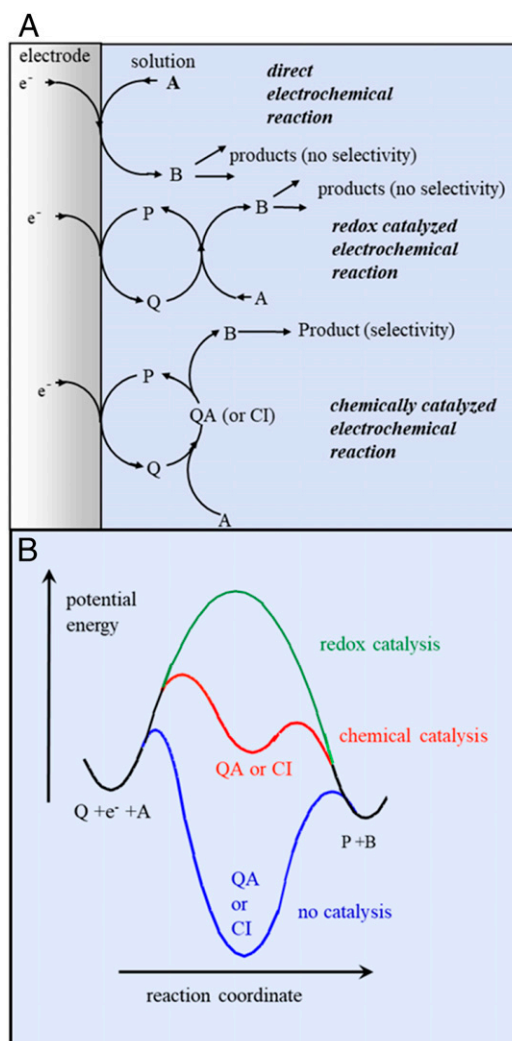 A
electrode
solution
e⁻
A
direct
electrochemical
reaction
B
products (no selectivity)
products (no selectivity)
e⁻
P
B
redox catalyzed
electrochemical
reaction
Q
A
B
Product (selectivity)
P
e⁻
QA (or CI)
chemically catalyzed
electrochemical
reaction
Q
A
B
potential
energy
redox catalysis
chemical catalysis
QA or CI
Q +e⁻ +A
P +B
QA
or
CI
no catalysis
reaction coordinate